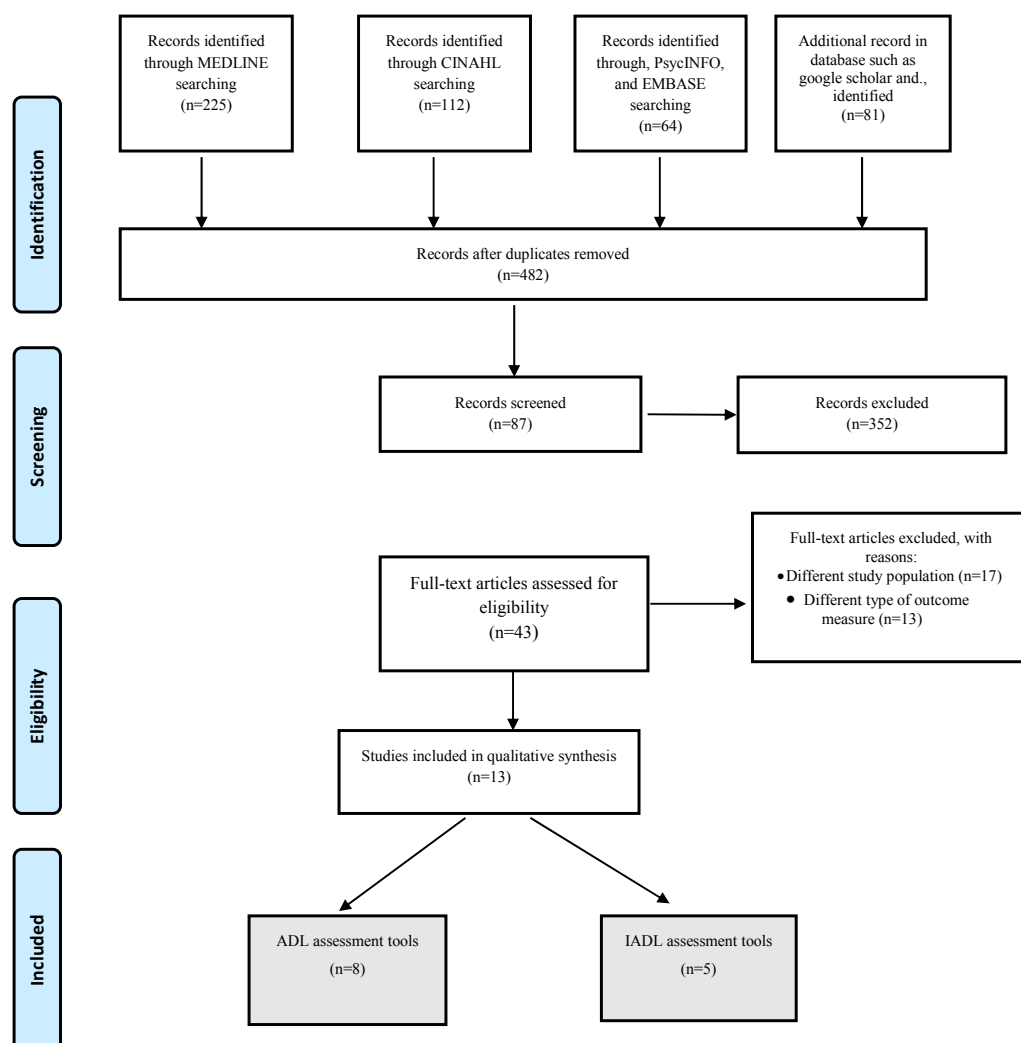 Records identified
through MEDLINE
searching
(n=225)
Records identified
through CINAHL
searching
(n=112)
Records identified
through, PsycINFO,
and EMBASE
searching
(n=64)
Additional record in
database such as
google scholar and.,
identified
(n=81)
Identification
Records after duplicates removed
(n=482)
Screening
Records screened
(n=87)
Records excluded
(n=352)
Eligibility
Full-text articles assessed for
eligibility
(n=43)
Full-text articles excluded, with
reasons:
•Different study population (n=17)
• Different type of outcome
measure (n=13)
Studies included in qualitative synthesis
(n=13)
Included
ADL assessment tools
(n=8)
IADL assessment tools
(n=5)